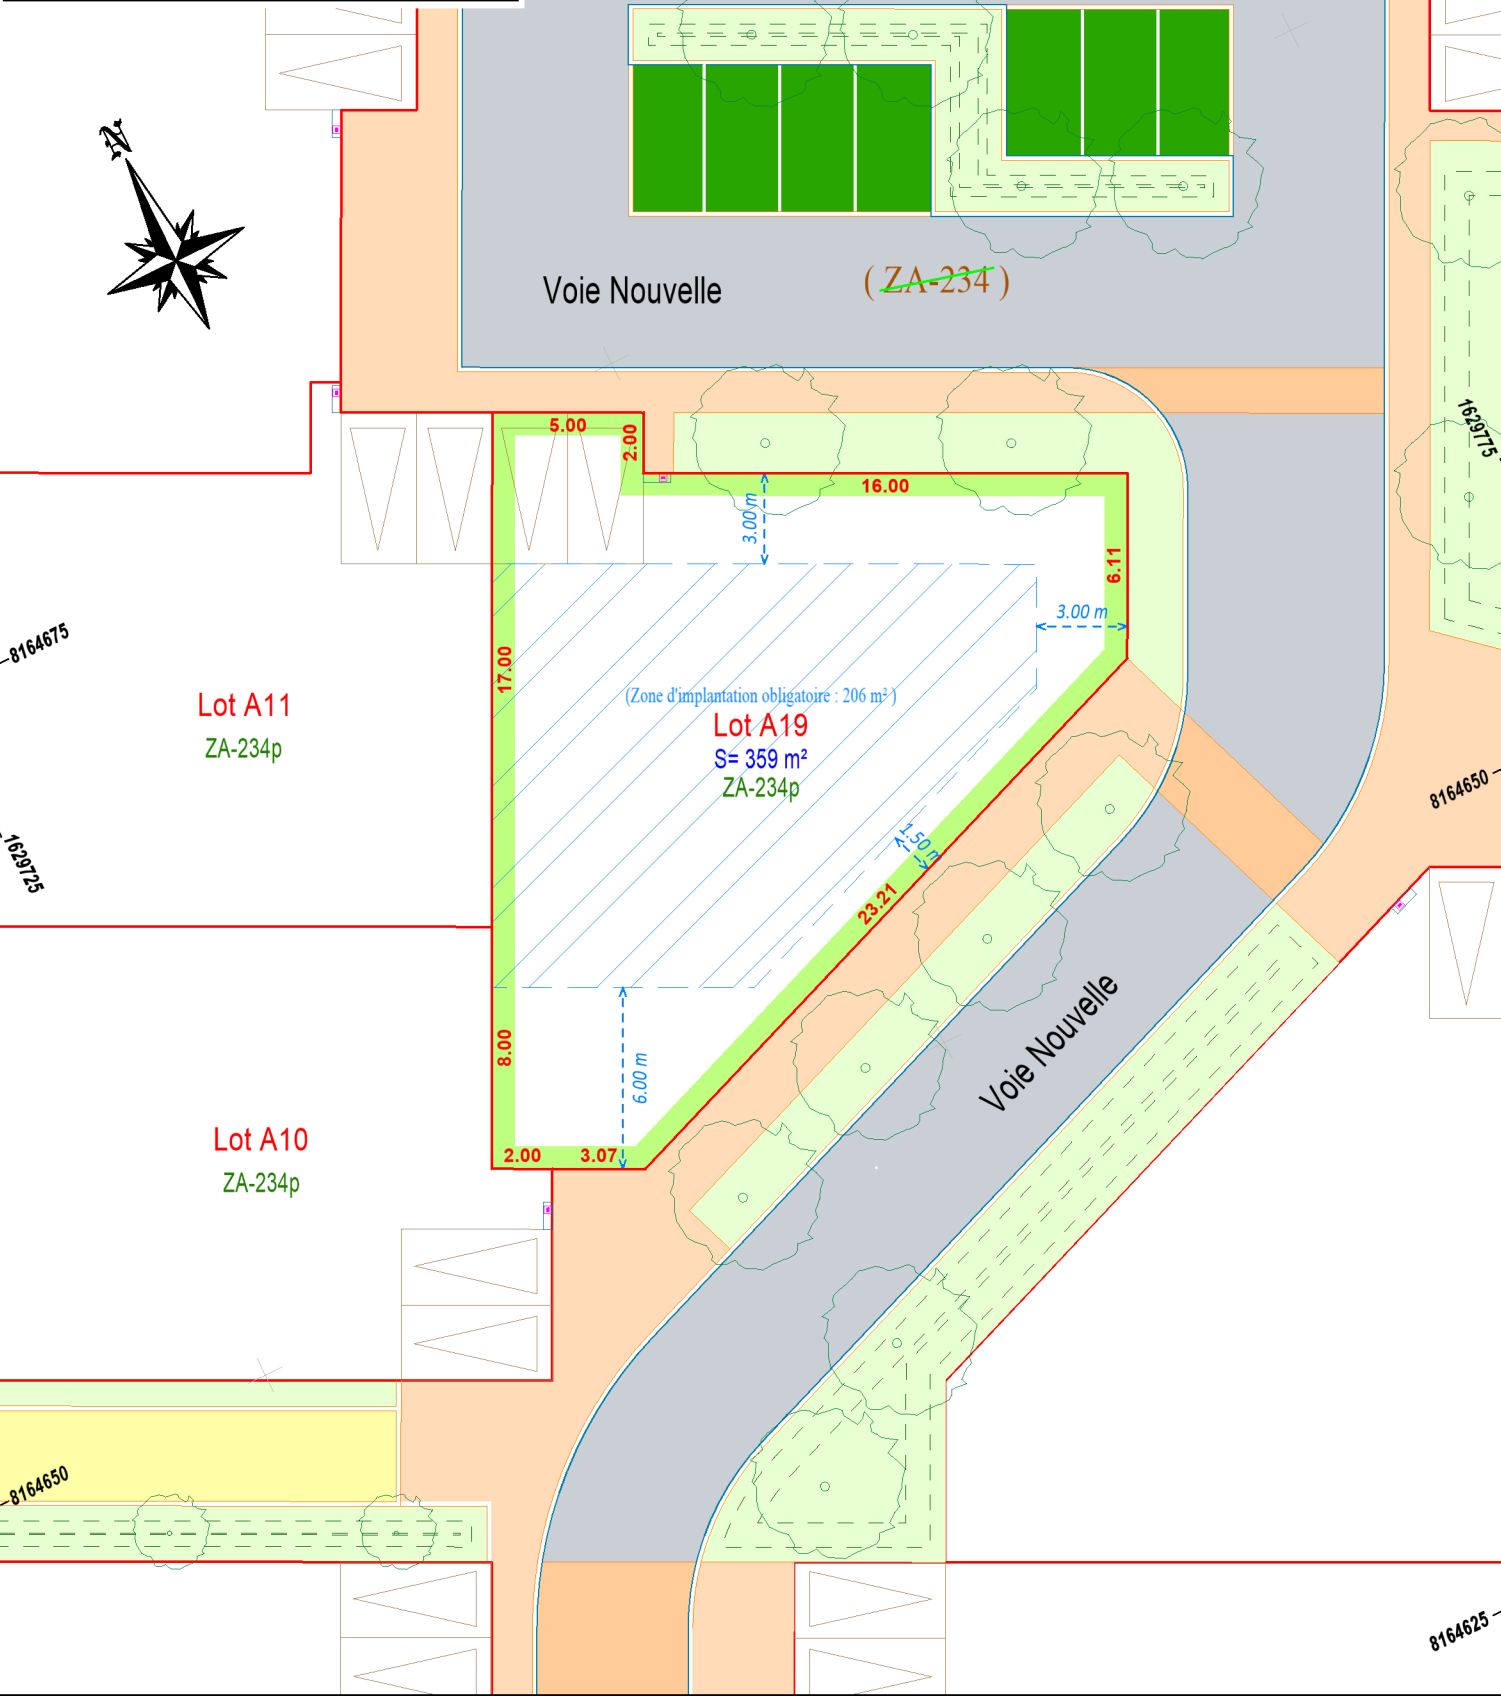 N
Voie Nouvelle
( ZA-234 )
5.00
2.00
16.00
3.00 m
6.11
3.00 m
1629775
8164675
17.00
(Zone d'implantation obligatoire : 206 m² )
Lot A11
ZA-234p
Lot A19
S= 359 m²
ZA-234p
8164650
1.50 m
1629725
23.21
Voie Nouvelle
8.00
6.00 m
Lot A10
ZA-234p
2.00
3.07
8164650
8164625